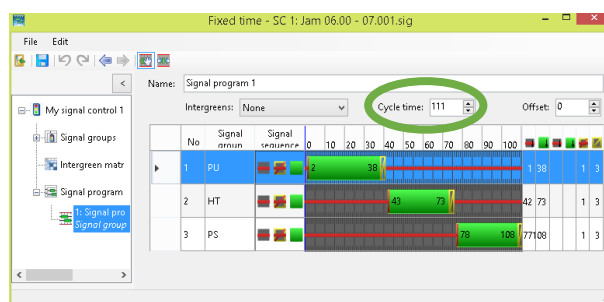 Fixed time - SC 1: Jam 06.00 - 07.001.sig
File Edit
< Name: Signal program 1
My signal control 1 Intergreens: None Cycle time: 111 Offset: 0
Signal groups
No Signal group Signal sequence 0 10 20 30 40 50 60 70 80 90 100
Intergreen matr
1 PU 2 38 1 38 1 3
Signal program
2 HT 43 73 42 73 1 3
1: Signal pro
Signal group
3 PS 78 108 77 108 1 3
< >